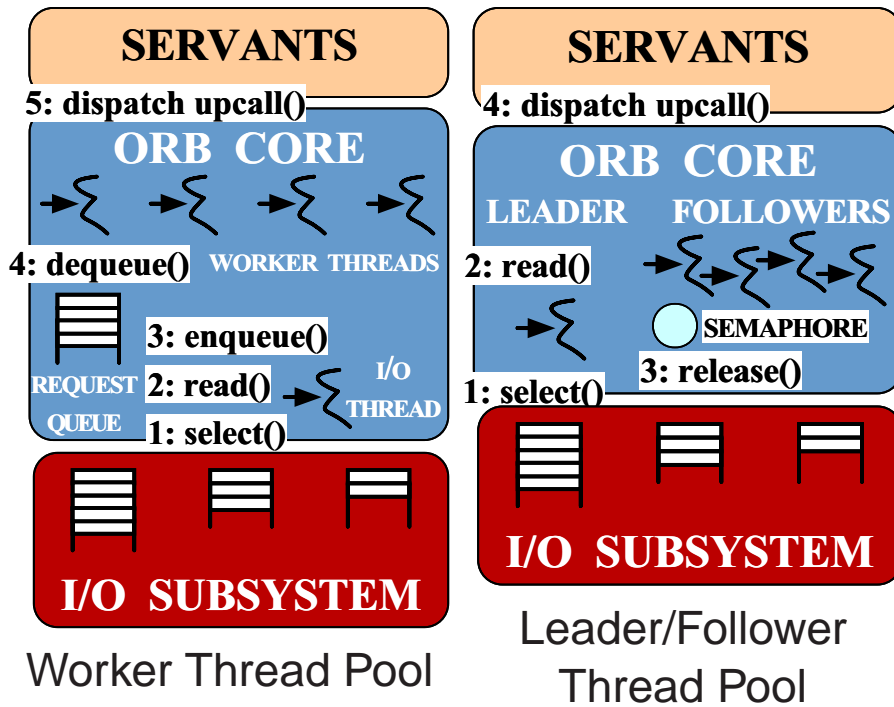 SERVANTS
5: dispatch upcall()
ORB CORE
4: dequeue()
WORKER THREADS
3: enqueue()
REQUEST
QUEUE
2: read()
I/O
THREAD
1: select()
I/O SUBSYSTEM
Worker Thread Pool
SERVANTS
4: dispatch upcall()
ORB CORE
LEADER
FOLLOWERS
2: read()
SEMAPHORE
3: release()
1: select()
I/O SUBSYSTEM
Leader/Follower
Thread Pool